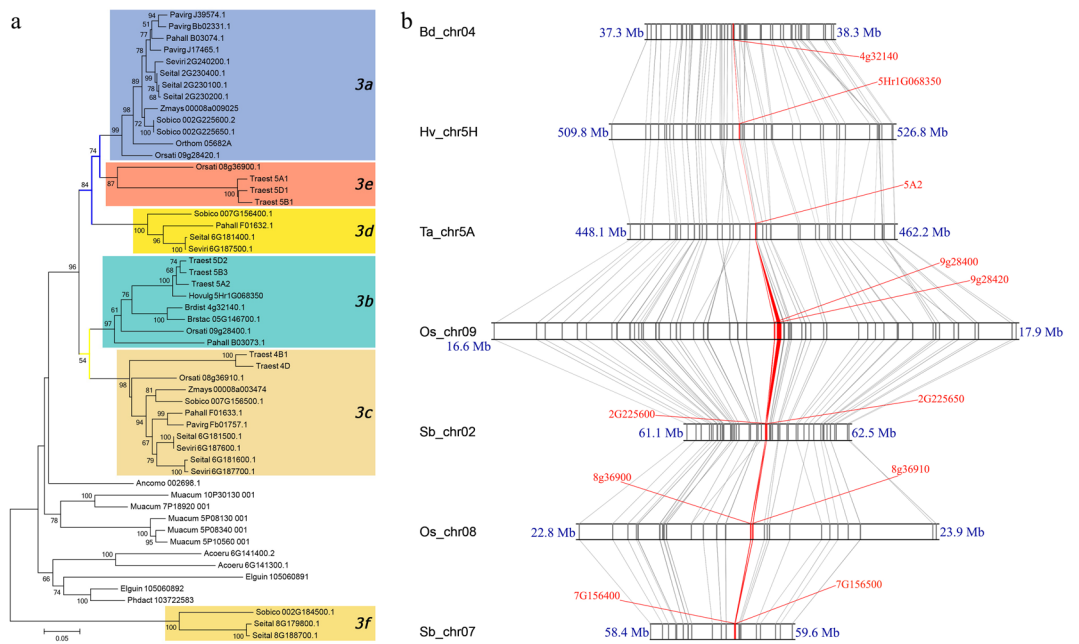 a
Pavirg J39574.1
Pavirg Bb02331.1
Pahall B03074.1
Pavirg J17465.1
Seviri 2G240200.1
Seital 2G230400.1
Seital 2G230100.1
Seital 2G230200.1
Zmays 00008a009025
Sobico 002G225600.2
Sobico 002G225650.1
Orthom 05682A
Orsati 09g28420.1
3a
94
51
77
78
99
78
68
89
98
72
100
99
74
Orsati 08g36900.1
Traest 5A1
Traest 5D1
Traest 5B1
3e
87
100
84
Sobico 007G156400.1
Pahall F01632.1
Seital 6G181400.1
Seviri 6G187500.1
3d
100
96
100
96
Traest 5D2
Traest 5B3
Traest 5A2
Hovulg 5Hr1G068350
Brdist 4g32140.1
Brstac 05G146700.1
Orsati 09g28400.1
Pahall B03073.1
3b
74
68
100
76
61
100
97
54
Traest 4B1
Traest 4D
Orsati 08g36910.1
Zmays 00008a003474
Sobico 007G156500.1
Pahall F01633.1
Pavirg Fb01757.1
Seital 6G181500.1
Seviri 6G187600.1
Seital 6G181600.1
Seviri 6G187700.1
3c
100
98
81
94
99
67
100
79
100
Ancomo 002698.1
Muacum 10P30130 001
Muacum 7P18920 001
Muacum 5P08130 001
Muacum 5P08340 001
Muacum 5P10560 001
100
78
100
95
Acoeru 6G141400.2
Acoeru 6G141300.1
Elguin 105060891
Elguin 105060892
Phdact 103722583
100
66
74
100
Sobico 002G184500.1
Seital 8G179800.1
Seital 8G188700.1
3f
100
100
0.05
b
Bd_chr04
37.3 Mb
38.3 Mb
4g32140
5Hr1G068350
Hv_chr5H
509.8 Mb
526.8 Mb
5A2
Ta_chr5A
448.1 Mb
462.2 Mb
9g28400
9g28420
Os_chr09
16.6 Mb
17.9 Mb
2G225600
2G225650
Sb_chr02
61.1 Mb
62.5 Mb
8g36900
8g36910
Os_chr08
22.8 Mb
23.9 Mb
7G156400
7G156500
Sb_chr07
58.4 Mb
59.6 Mb